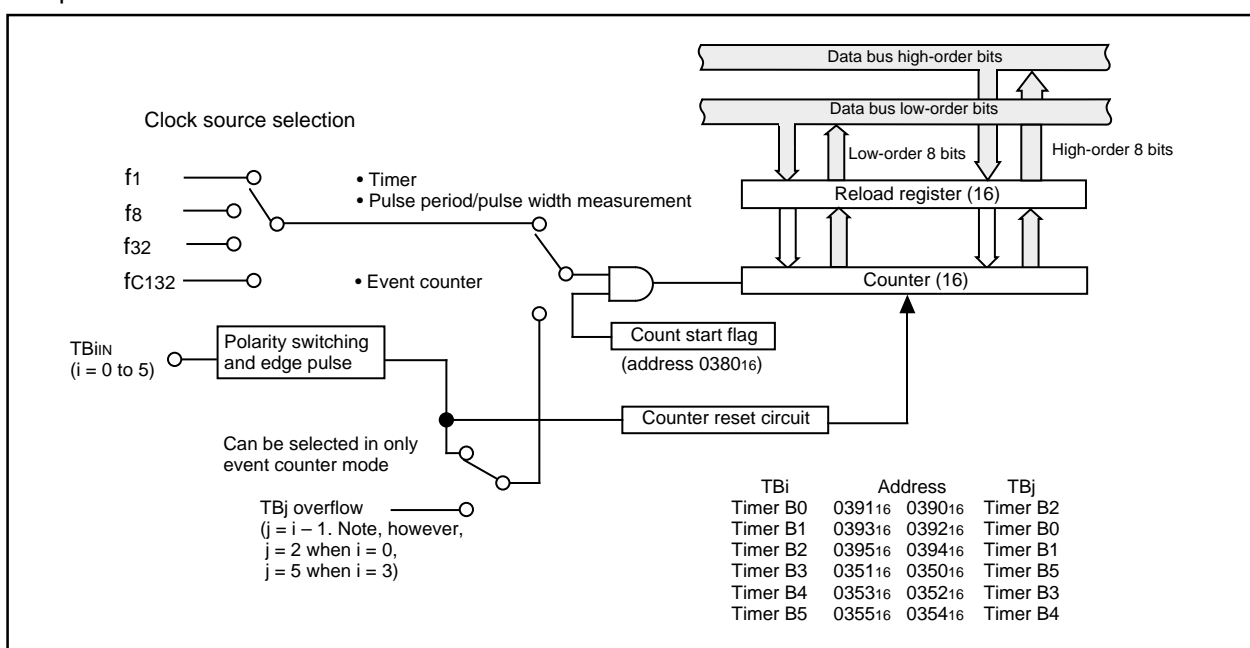 Data bus high-order bits
Data bus low-order bits
Clock source selection
Low-order 8 bits
High-order 8 bits
f1
• Timer
• Pulse period/pulse width measurement
Reload register (16)
f8
f32
fC132
• Event counter
Counter (16)
TBiIN
(i = 0 to 5)
Polarity switching
and edge pulse
Count start flag
(address 038016)
Counter reset circuit
Can be selected in only
event counter mode
TBj overflow
(j = i – 1. Note, however,
j = 2 when i = 0,
j = 5 when i = 3)
TBi Address TBj
Timer B0 039116 039016 Timer B2
Timer B1 039316 039216 Timer B0
Timer B2 039516 039416 Timer B1
Timer B3 035116 035016 Timer B5
Timer B4 035316 035216 Timer B3
Timer B5 035516 035416 Timer B4